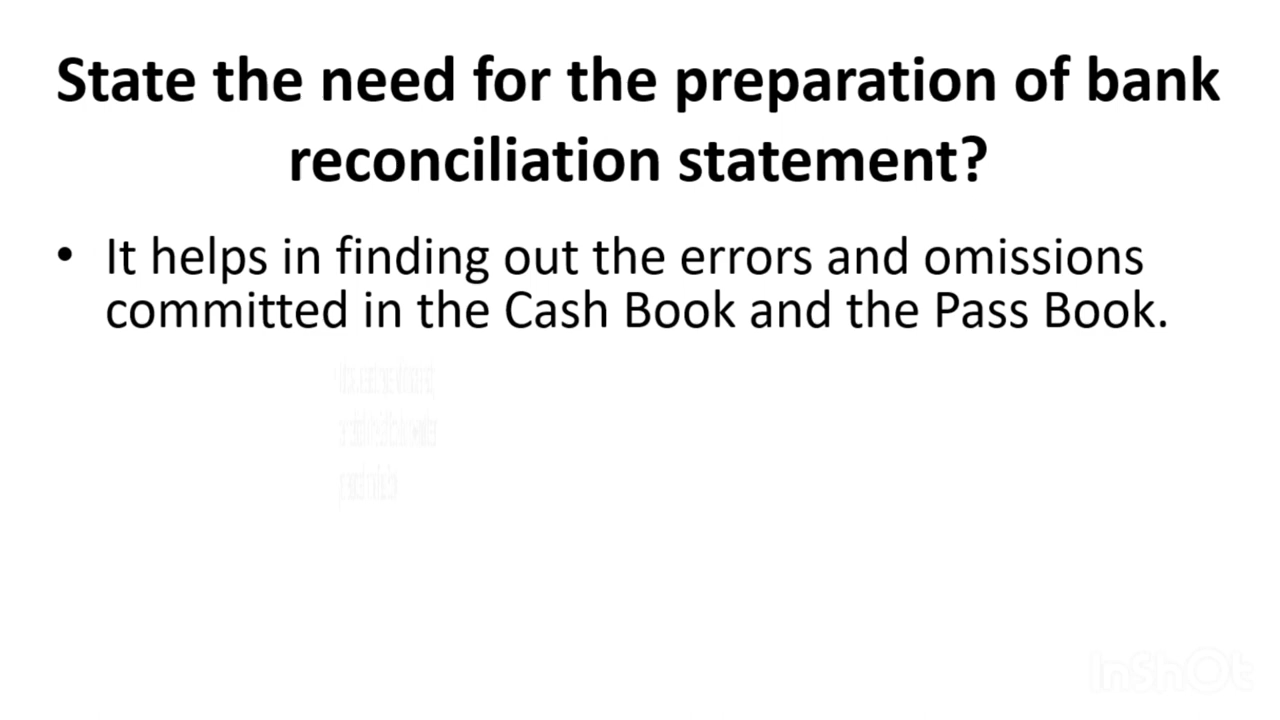 State the need for the preparation of bank
reconciliation statement?
• It helps in finding out the errors and omissions
committed in the Cash Book and the Pass Book.
InShOt